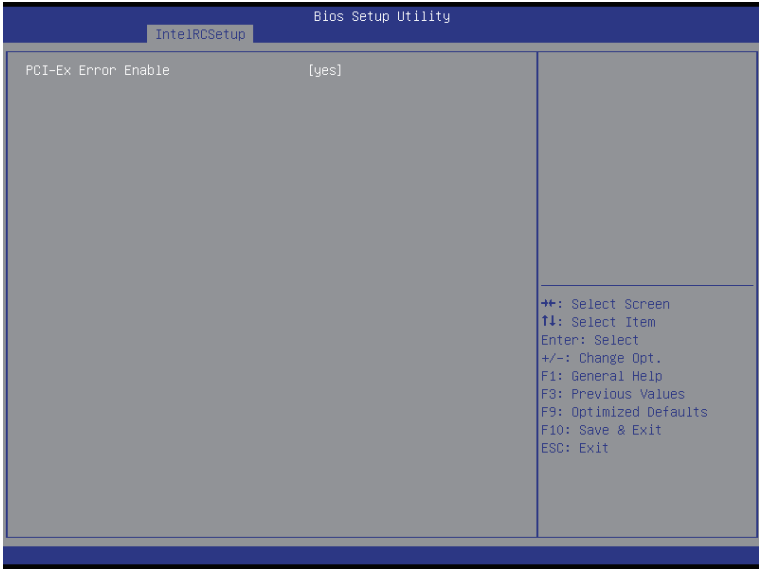 Bios Setup Utility
IntelRCSetup
PCI-Ex Error Enable [yes]
→←: Select Screen
↑↓: Select Item
Enter: Select
+/-: Change Opt.
F1: General Help
F3: Previous Values
F9: Optimized Defaults
F10: Save & Exit
ESC: Exit